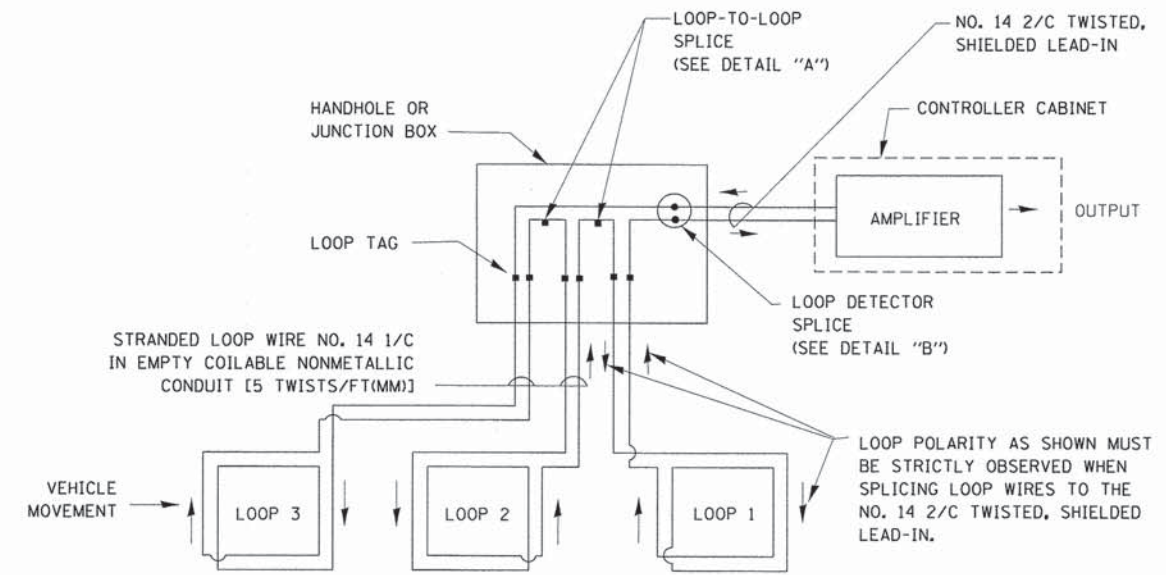 LOOP-TO-LOOP
SPLICE
(SEE DETAIL "A")
NO. 14 2/C TWISTED,
SHIELDED LEAD-IN
HANDHOLE OR
JUNCTION BOX
CONTROLLER CABINET
AMPLIFIER
OUTPUT
LOOP TAG
LOOP DETECTOR
SPLICE
(SEE DETAIL "B")
STRANDED LOOP WIRE NO. 14 1/C
IN EMPTY COILABLE NONMETALLIC
CONDUIT [5 TWISTS/FT(MM)]
LOOP POLARITY AS SHOWN MUST
BE STRICTLY OBSERVED WHEN
SPLICING LOOP WIRES TO THE
NO. 14 2/C TWISTED, SHIELDED
LEAD-IN.
VEHICLE
MOVEMENT
LOOP 3
LOOP 2
LOOP 1